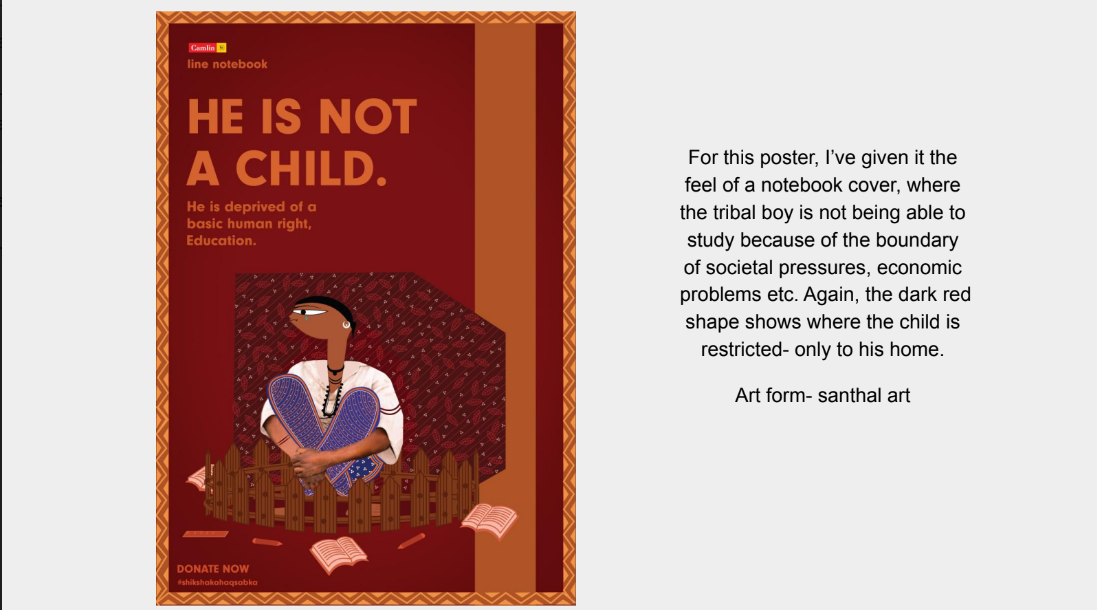 Camlin
line notebook
HE IS NOT
A CHILD.
He is deprived of a
basic human right,
Education.
DONATE NOW
#shikshakahaqsabka
For this poster, I’ve given it the
feel of a notebook cover, where
the tribal boy is not being able to
study because of the boundary
of societal pressures, economic
problems etc. Again, the dark red
shape shows where the child is
restricted- only to his home.
Art form- santhal art